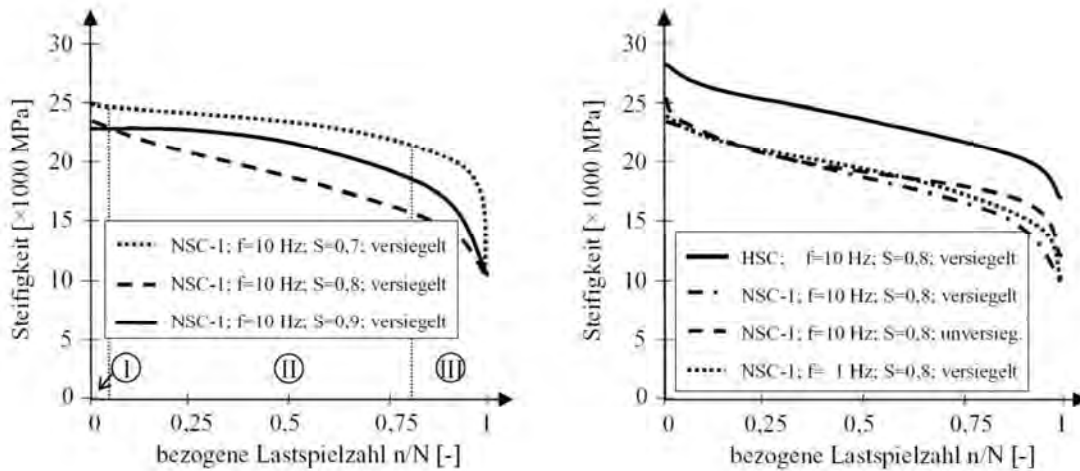 Steifigkeit [×1000 MPa]
30
25
20
15
10
5
0
NSC-1; f=10 Hz; S=0,7; versiegelt
NSC-1; f=10 Hz; S=0,8; versiegelt
NSC-1; f=10 Hz; S=0,9; versiegelt
I
II
III
0
0,25
0,5
0,75
1
bezogene Lastspielzahl n/N [-]
Steifigkeit [×1000 MPa]
30
25
20
15
10
5
0
HSC; f=10 Hz; S=0,8; versiegelt
NSC-1; f=10 Hz; S=0,8; versiegelt
NSC-1; f=10 Hz; S=0,8; unversieg.
NSC-1; f= 1 Hz; S=0,8; versiegelt
0
0,25
0,5
0,75
1
bezogene Lastspielzahl n/N [-]